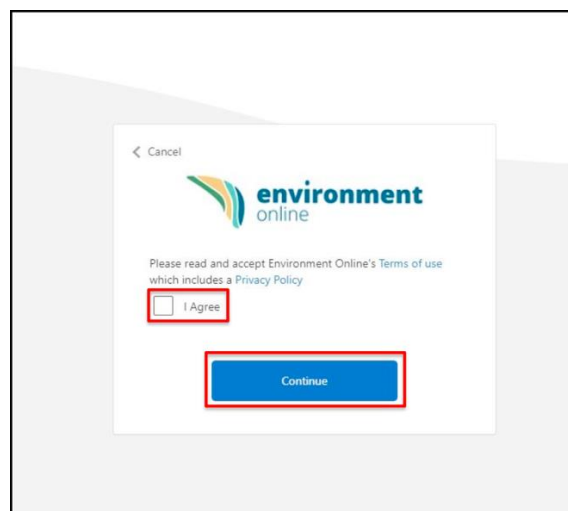 Cancel
environment
online
Please read and accept Environment Online's Terms of use
which includes a Privacy Policy
I Agree
Continue